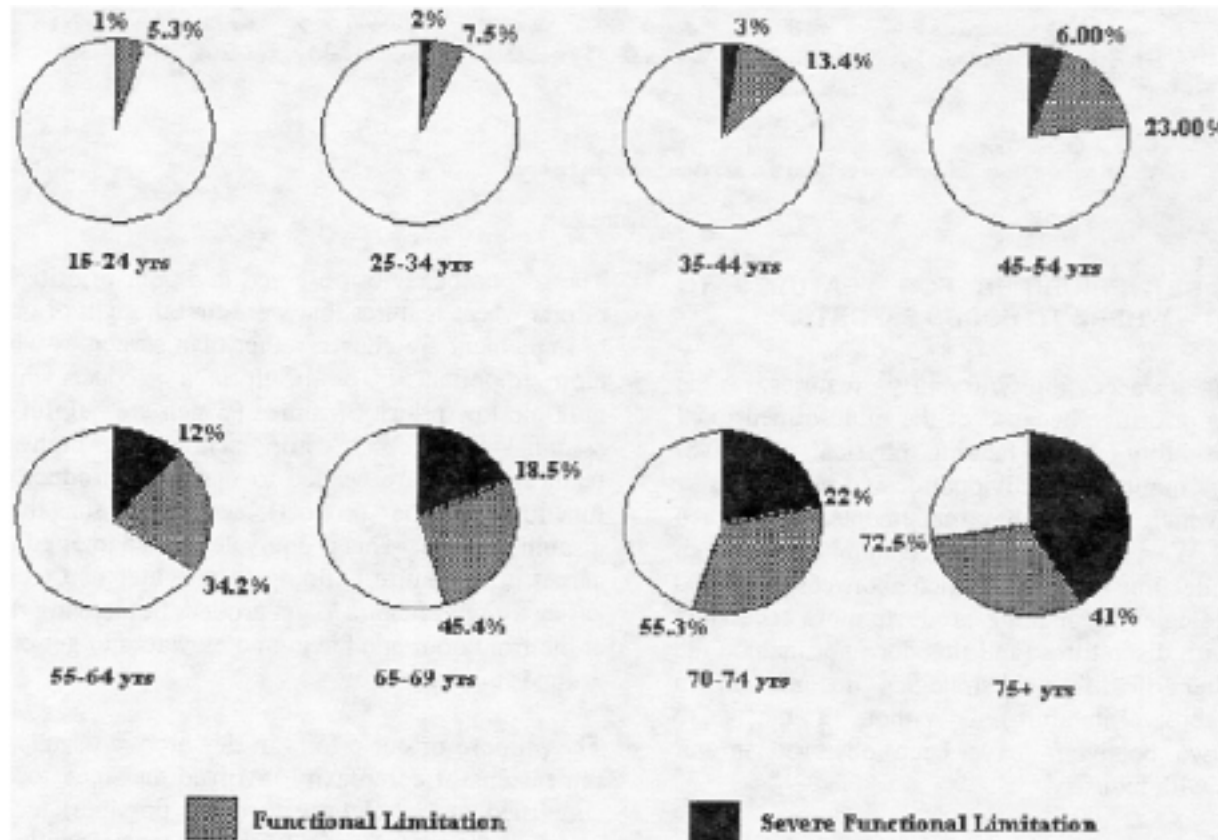 1% 5.3%
2% 7.5%
3% 13.4%
6.00% 23.00%
15-24 yrs
25-34 yrs
35-44 yrs
45-54 yrs
12% 34.2%
18.5% 45.4%
22% 55.3%
72.5% 41%
55-64 yrs
65-69 yrs
70-74 yrs
75+ yrs
Functional Limitation
Severe Functional Limitation